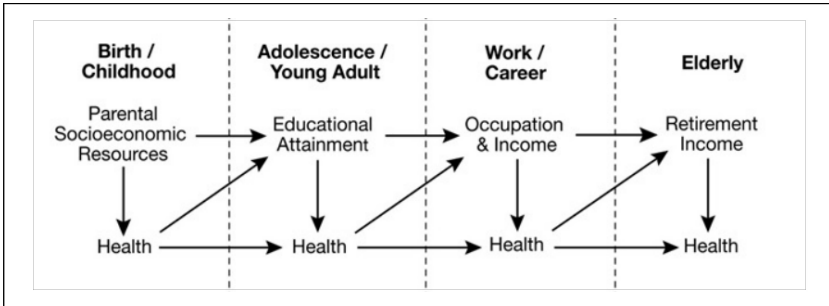 Birth /
Childhood
Adolescence /
Young Adult
Work /
Career
Elderly
Parental
Socioeconomic
Resources
Educational
Attainment
Occupation
& Income
Retirement
Income
Health
Health
Health
Health